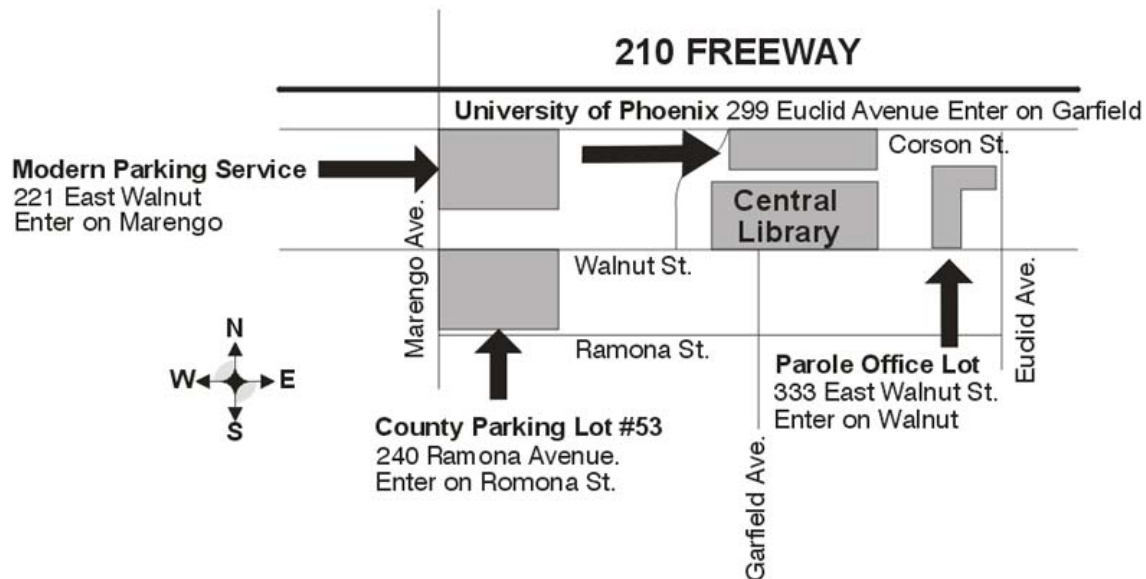 210 FREEWAY
University of Phoenix 299 Euclid Avenue Enter on Garfield
Corson St.
Modern Parking Service
221 East Walnut
Enter on Marengo
Central
Library
Marengo Ave.
Walnut St.
Euclid Ave.
Ramona St.
Parole Office Lot
333 East Walnut St.
Enter on Walnut
N
W
E
S
County Parking Lot #53
240 Ramona Avenue.
Enter on Romona St.
Garfield Ave.